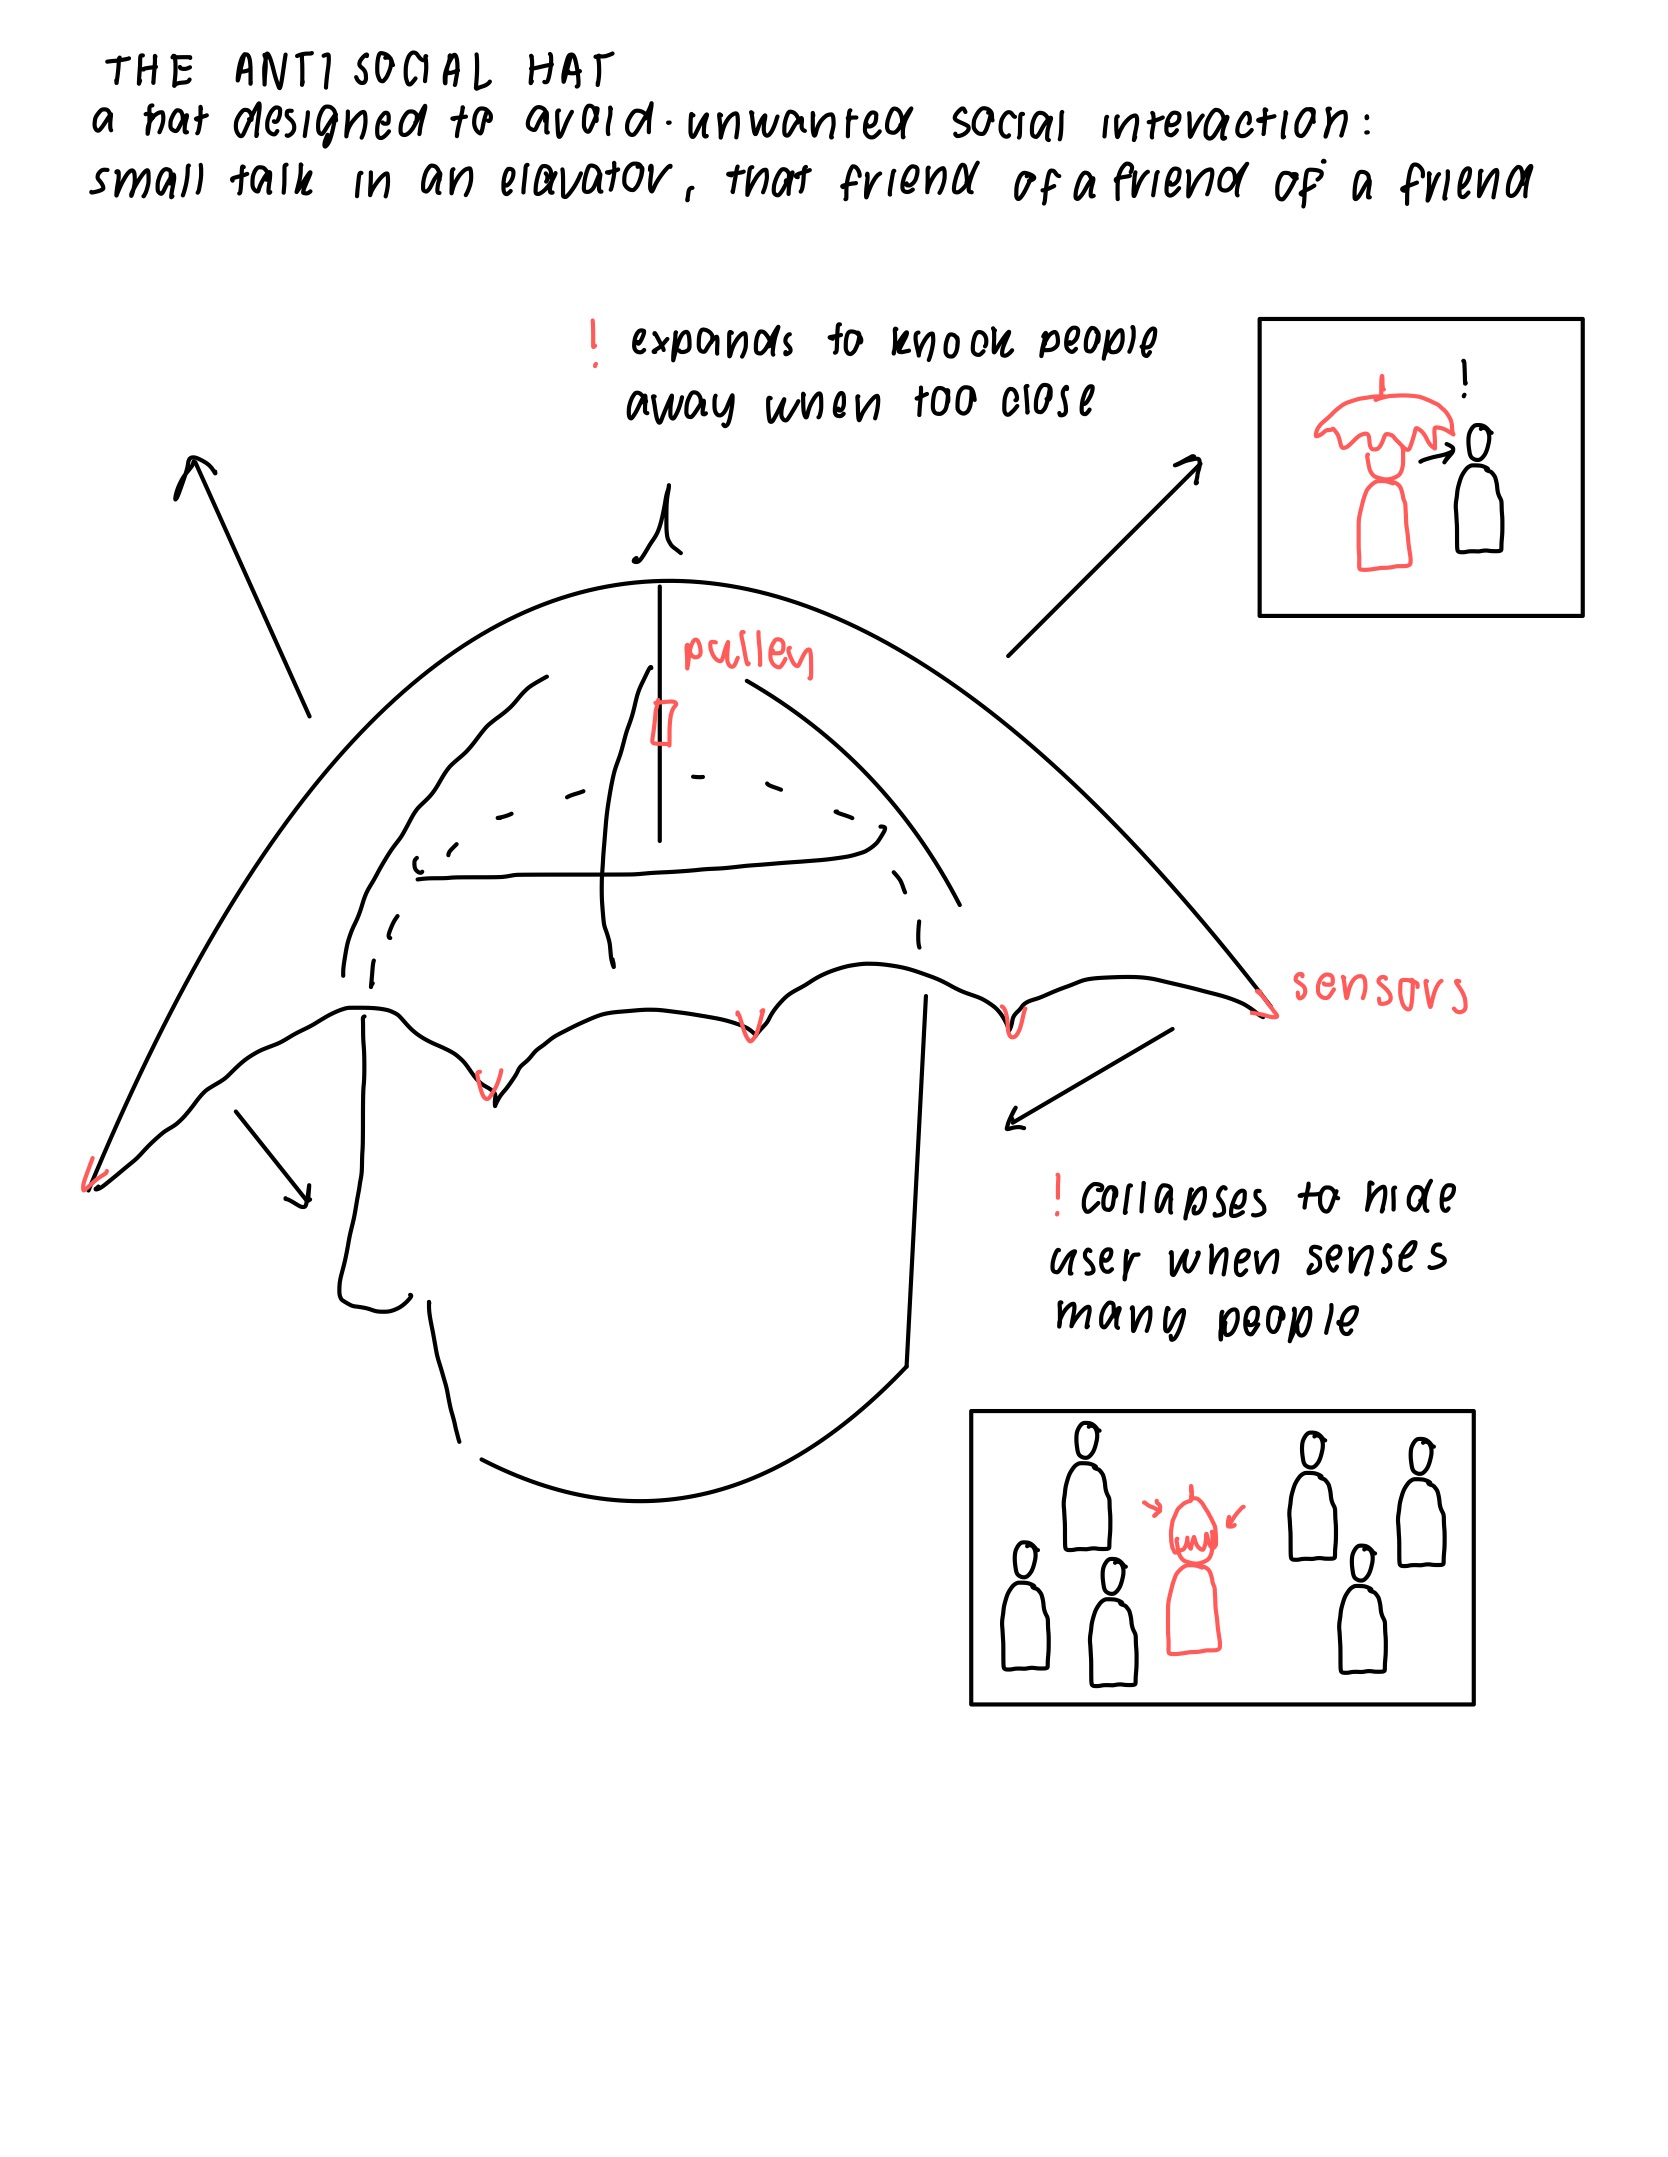 THE ANTISOCIAL HAT
a hat designed to avoid. unwanted social interaction:
small talk in an elavator, that friend of a friend of a friend
! expands to knock people
away when too close
!
pulley
sensors
! collapses to hide
user when senses
many people